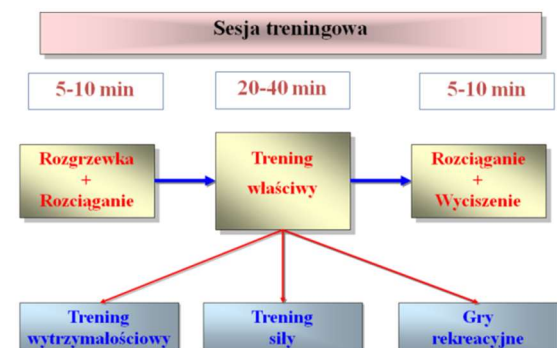 Sesja treningowa
5-10 min
20-40 min
5-10 min
Rozgrzewka
+
Rozciąganie
Trening
właściwy
Rozciąganie
+
Wyciszenie
Trening
wytrzymałościowy
Trening
siły
Gry
rekreacyjne